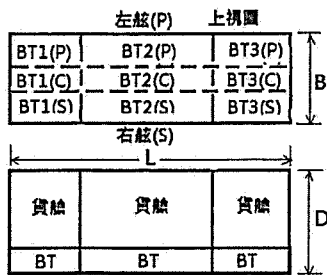 左舷(P) 上視圖
BT1(P) BT2(P) BT3(P)
BT1(C) BT2(C) BT3(C)
BT1(S) BT2(S) BT3(S)
B
右舷(S)
L
貨艙 貨艙 貨艙
D
BT BT BT